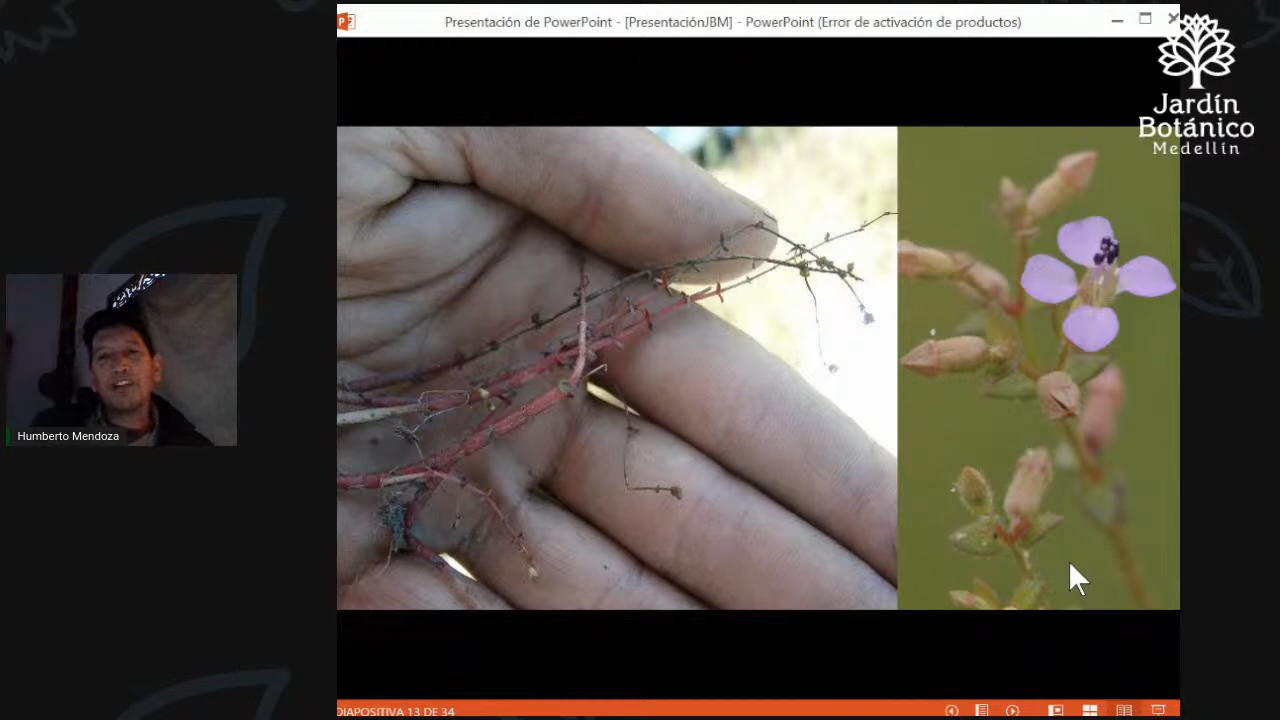 Presentación de PowerPoint - [PresentaciónJBM] - PowerPoint (Error de activación de productos)
Jardín
Botánico
Medellín
Humberto Mendoza
DIAPOSITIVA 13 DE 34